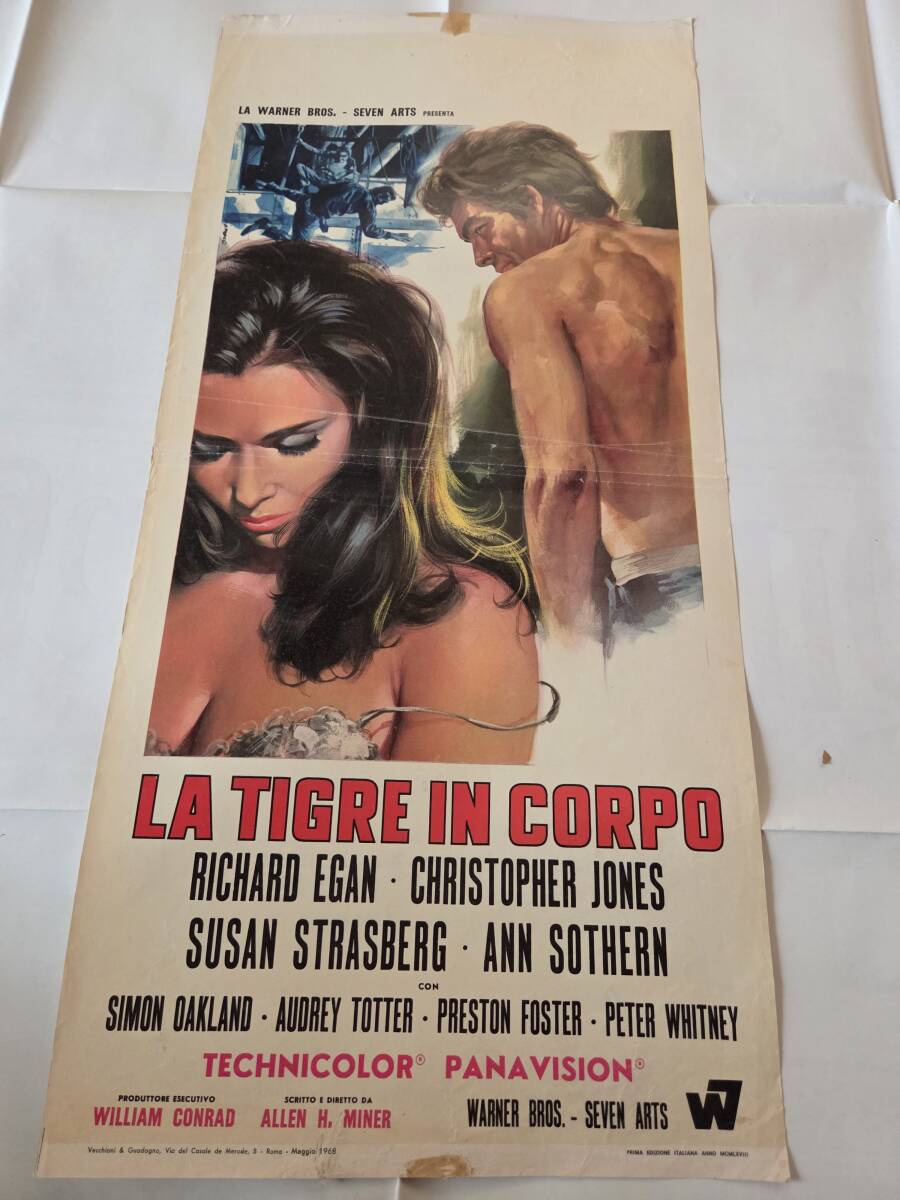 LA WARNER BROS. - SEVEN ARTS PRESENTA
LA TIGRE IN CORPO
RICHARD EGAN · CHRISTOPHER JONES
SUSAN STRASBERG · ANN SOTHERN
CON
SIMON OAKLAND · AUDREY TOTTER · PRESTON FOSTER · PETER WHITNEY
TECHNICOLOR® PANAVISION®
PRODUTTORE ESECUTIVO
WILLIAM CONRAD
SCRITTO E DIRETTO DA
ALLEN H. MINER
WARNER BROS. - SEVEN ARTS
W7
Vecchioni & Guadagno, Via del Casale de Merode, 8 - Roma - Maggio 1968
PRIMA EDIZIONE ITALIANA ANNO MCMLXVIII